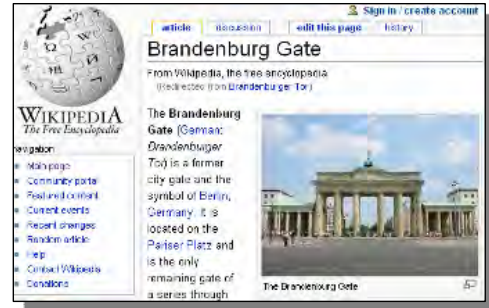 Sign in / create account
article discussion edit this page history
Brandenburg Gate
From Wikipedia, the free encyclopedia
(Redirected from Brandenburger Tor)
WIKIPEDIA
The Free Encyclopedia
navigation
Main page
Community portal
Featured content
Current events
Recent changes
Random article
Help
Contact Wikipedia
Donations
The Brandenburg
Gate (German:
Brandenburger
Tor) is a former
city gate and the
symbol of Berlin,
Germany. It is
located on the
Pariser Platz and
is the only
remaining gate of
a series through
The Brandenburg Gate